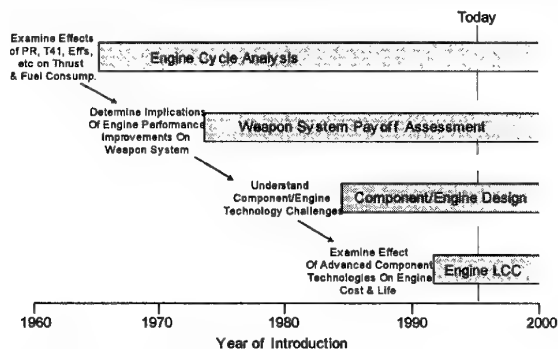 Today
Examine Effects
of PR, T41, Effs,
etc on Thrust
& Fuel Consump.
Engine Cycle Analysis
Determine Implications
Of Engine Performance
Improvements On
Weapon System
Weapon System Payoff Assessment
Understand
Component/Engine
Technology Challenges
Component/Engine Design
Examine Effect
Of Advanced Component
Technologies On Engine
Cost & Life
Engine LCC
1960 1970 1980 1990 2000
Year of Introduction